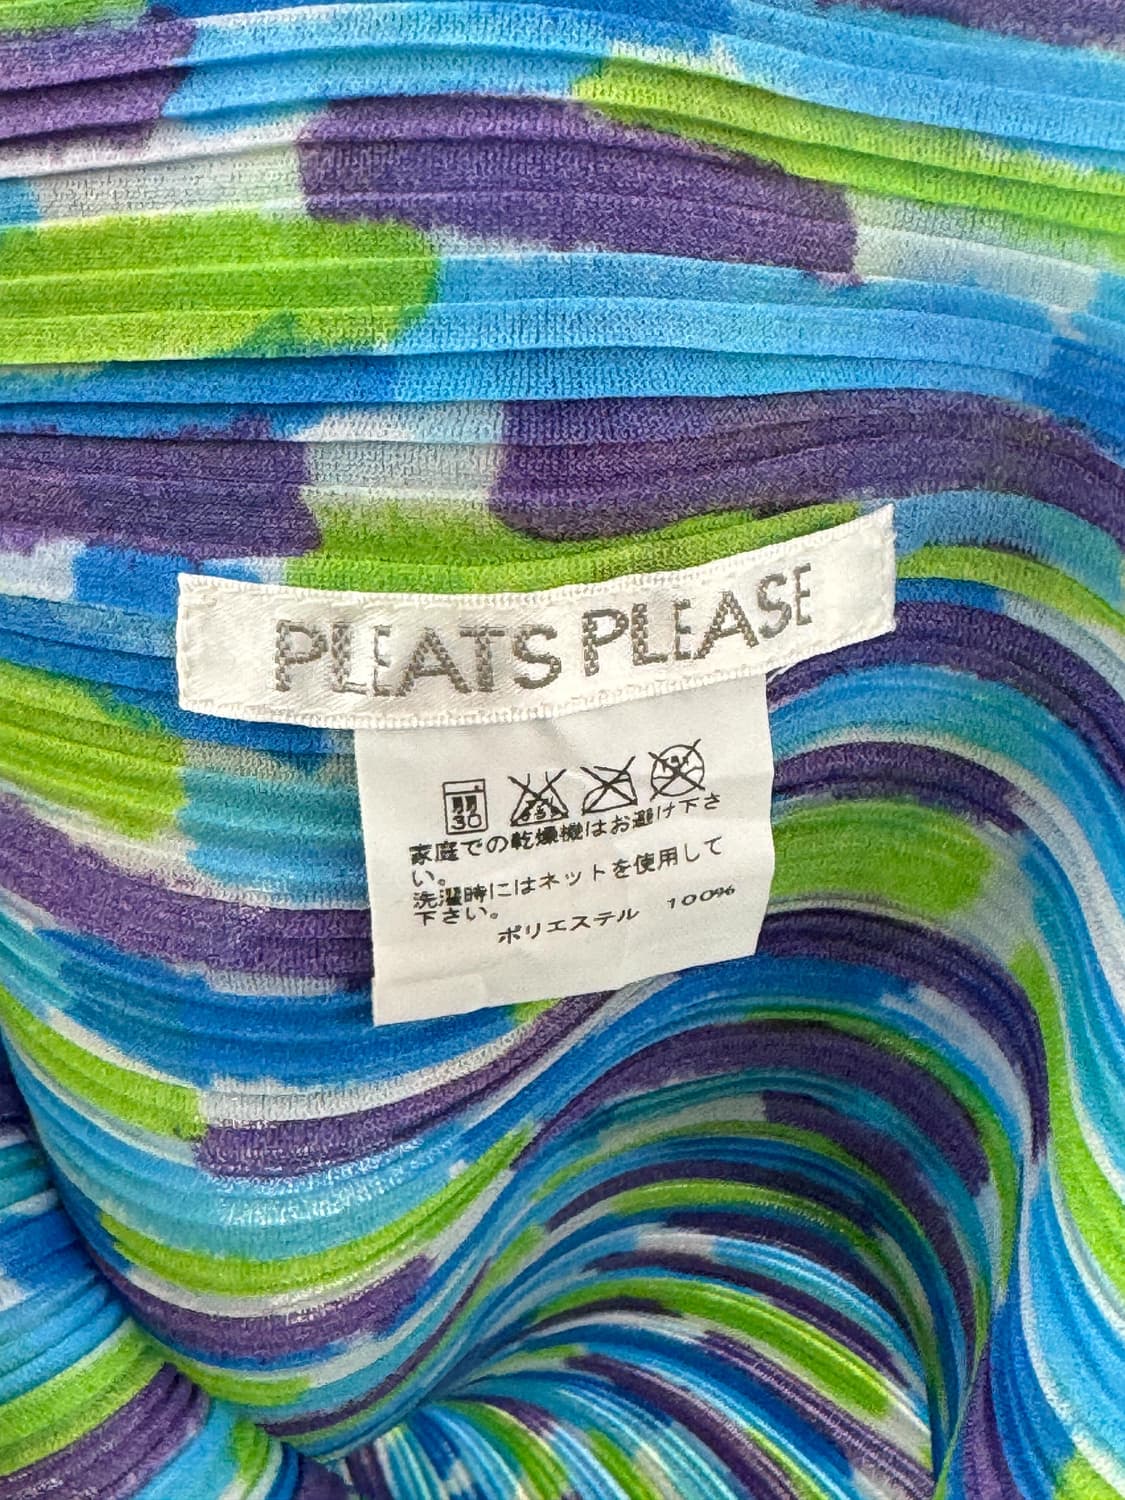 PLEATS PLEASE
30
家庭での乾燥機はお避け下さ
い。
洗濯時にはネットを使用して
下さい。
ポリエステル 100%